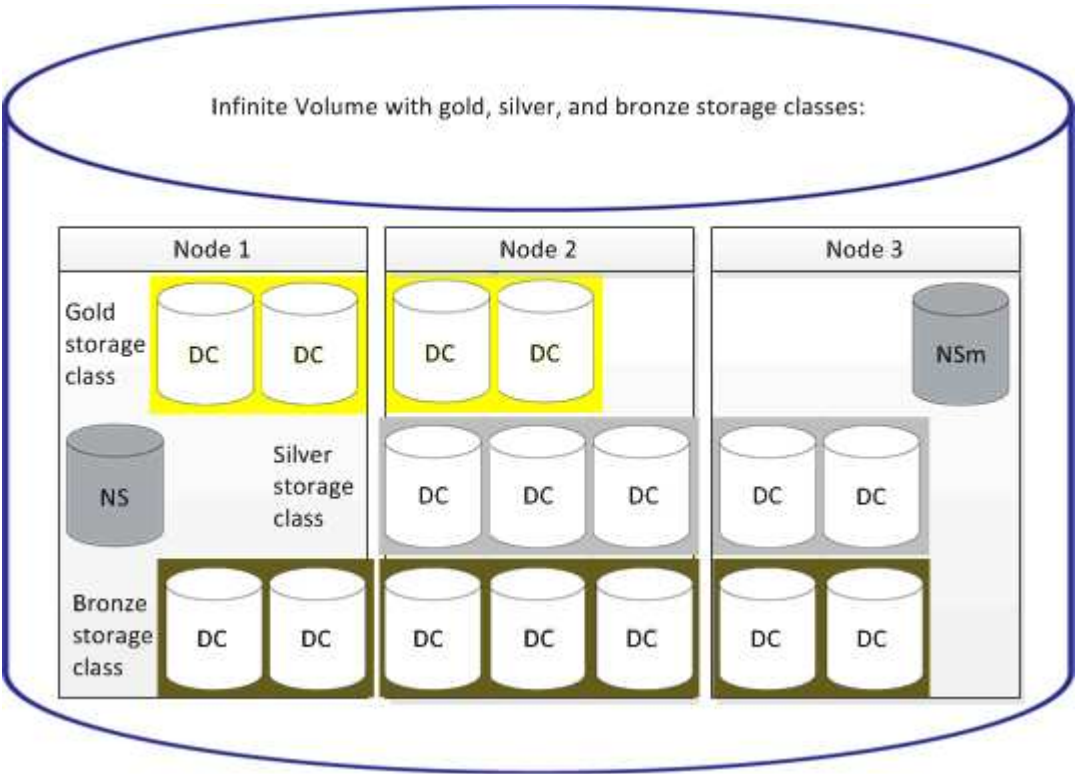 Infinite Volume with gold, silver, and bronze storage classes:
Node 1
Node 2
Node 3
Gold
storage
class
DC
DC
DC
DC
NSm
NS
Silver
storage
class
DC
DC
DC
DC
DC
Bronze
storage
class
DC
DC
DC
DC
DC
DC
DC